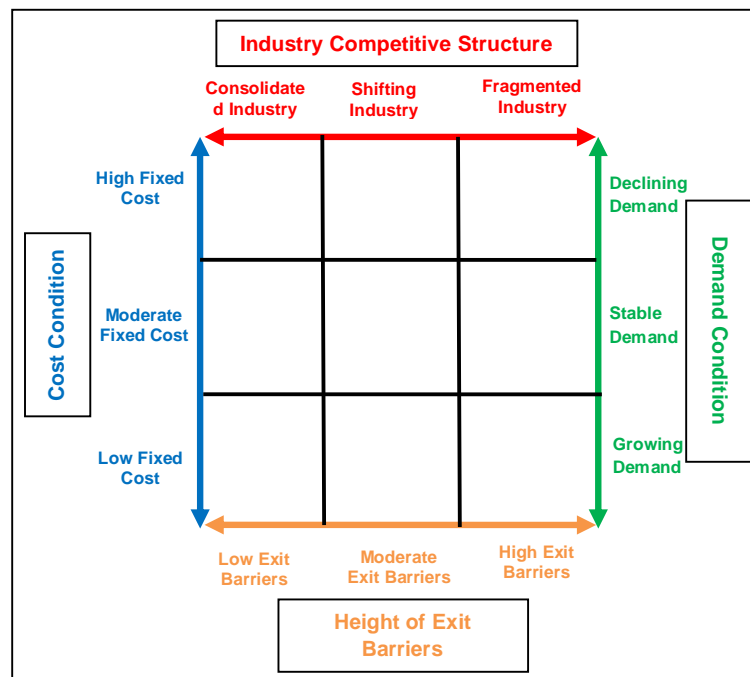 Industry Competitive Structure
Consolidate
d Industry
Shifting
Industry
Fragmented
Industry
High Fixed
Cost
Declining
Demand
Cost Condition
Moderate
Fixed Cost
Stable
Demand
Demand Condition
Low Fixed
Cost
Growing
Demand
Low Exit
Barriers
Moderate
Exit Barriers
High Exit
Barriers
Height of Exit
Barriers